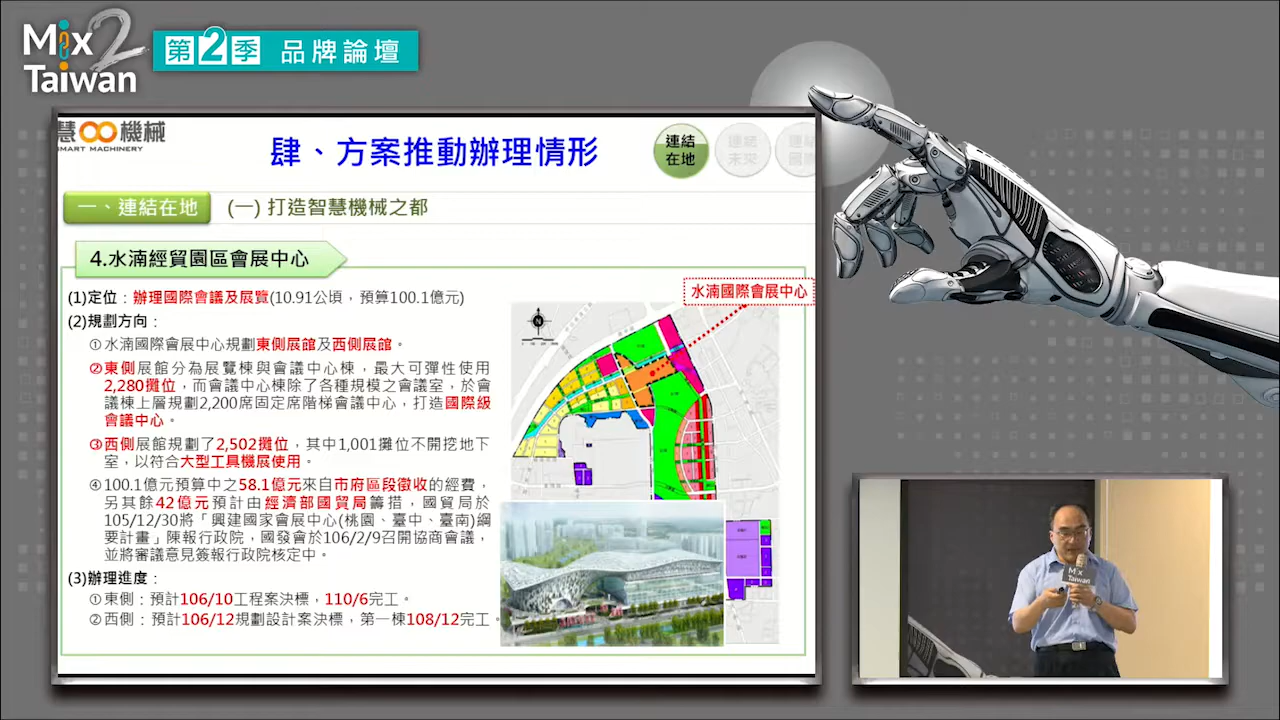 Mix 2
Taiwan
第2季 品牌論壇
慧 機械
SMART MACHINERY
肆、方案推動辦理情形
連結
在地
連結
未來
連結
一、連結在地
(一) 打造智慧機械之都
4.水湳經貿園區會展中心
水湳國際會展中心
(1)定位：辦理國際會議及展覽(10.91公頃，預算100.1億元)
(2)規劃方向：
①水湳國際會展中心規劃東側展館及西側展館。
②東側展館分為展覽棟與會議中心棟，最大可彈性使用
2,280攤位，而會議中心棟除了各種規模之會議室，於會
議棟上層規劃2,200席固定席階梯會議中心，打造國際級
會議中心。
③西側展館規劃了2,502攤位，其中1,001攤位不開挖地下
室，以符合大型工具機展使用。
④100.1億元預算中之58.1億元來自市府區段徵收的經費，
另其餘42億元預計由經濟部國貿局籌措，國貿局於
105/12/30將「興建國家會展中心(桃園、臺中、臺南)綱
要計畫」陳報行政院，國發會於106/2/9召開協商會議，
並將審議意見簽報行政院核定中。
(3)辦理進度：
①東側：預計106/10工程案決標，110/6完工。
②西側：預計106/12規劃設計案決標，第一棟108/12完工。
N
Mix
Taiwan